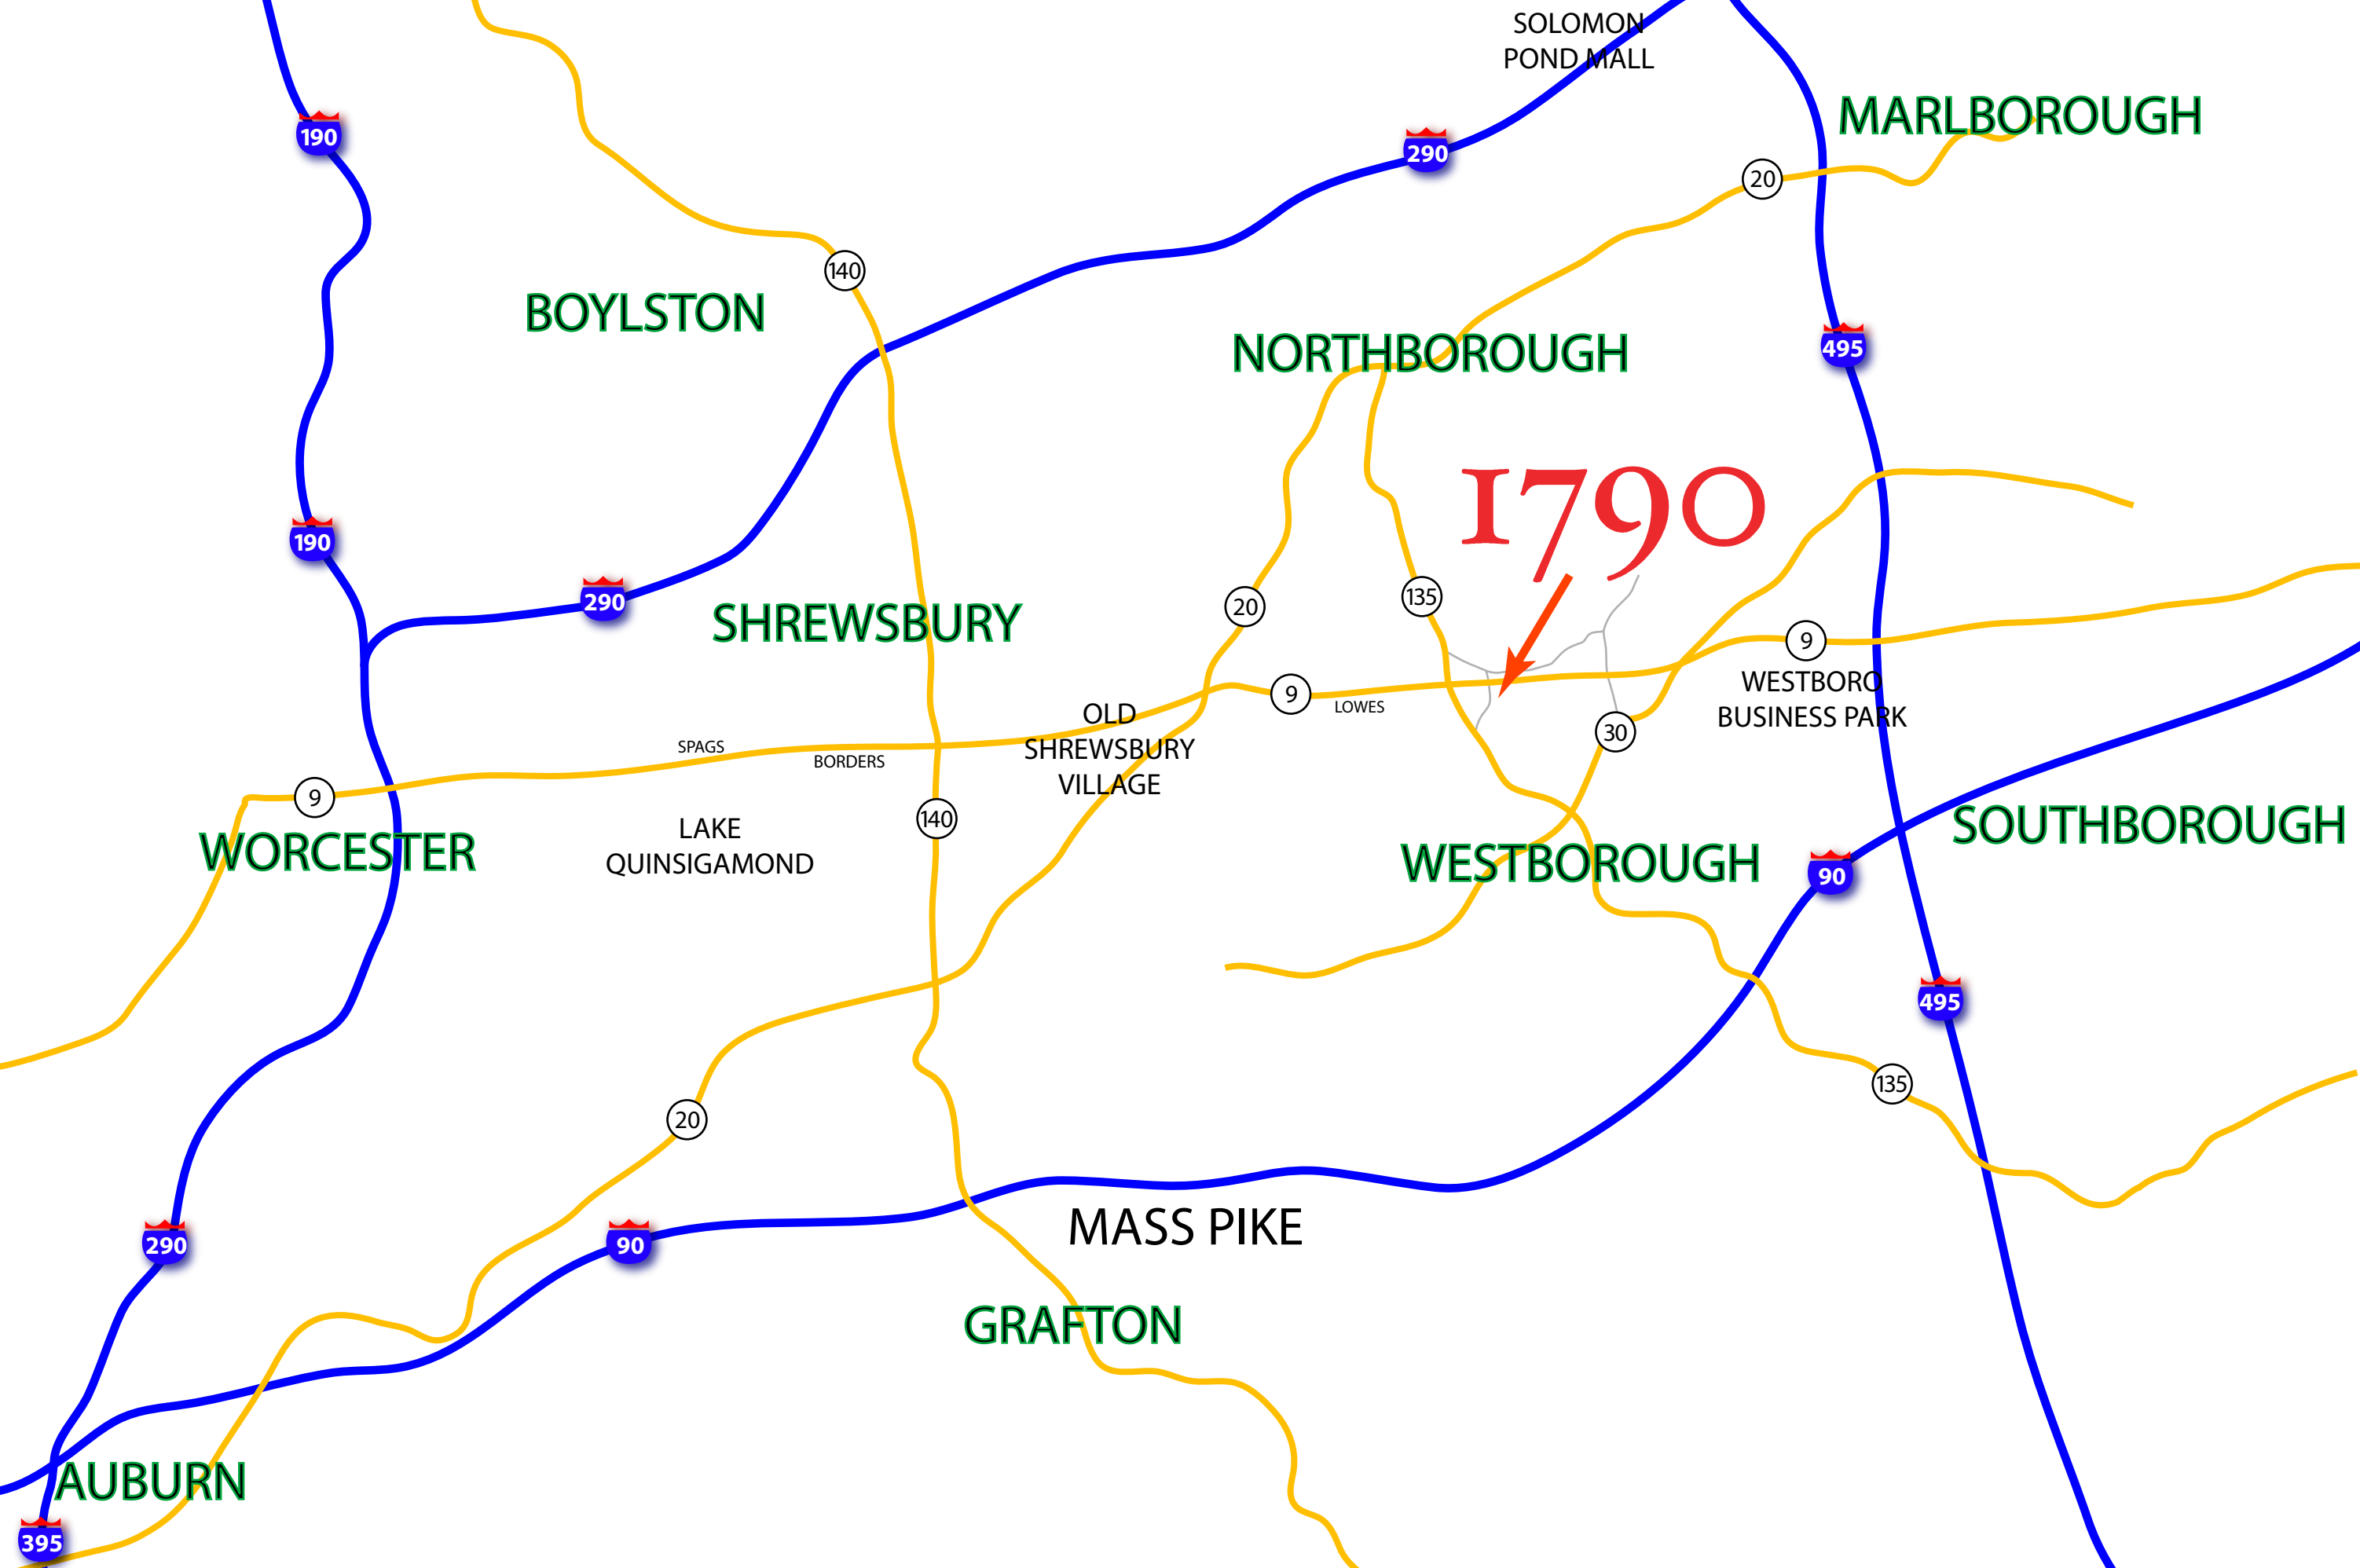 SOLOMON
POND MALL
MARLBOROUGH
190
290
20
140
BOYLSTON
NORTHBOROUGH
495
1790
190
290
SHREWSBURY
20
135
9
WESTBORO
BUSINESS PARK
9
LOWES
OLD
SHREWSBURY
VILLAGE
30
SPAGS
BORDERS
9
WORCESTER
LAKE
QUINSIGAMOND
140
SOUTHBOROUGH
WESTBOROUGH
90
495
135
20
290
90
MASS PIKE
GRAFTON
AUBURN
395